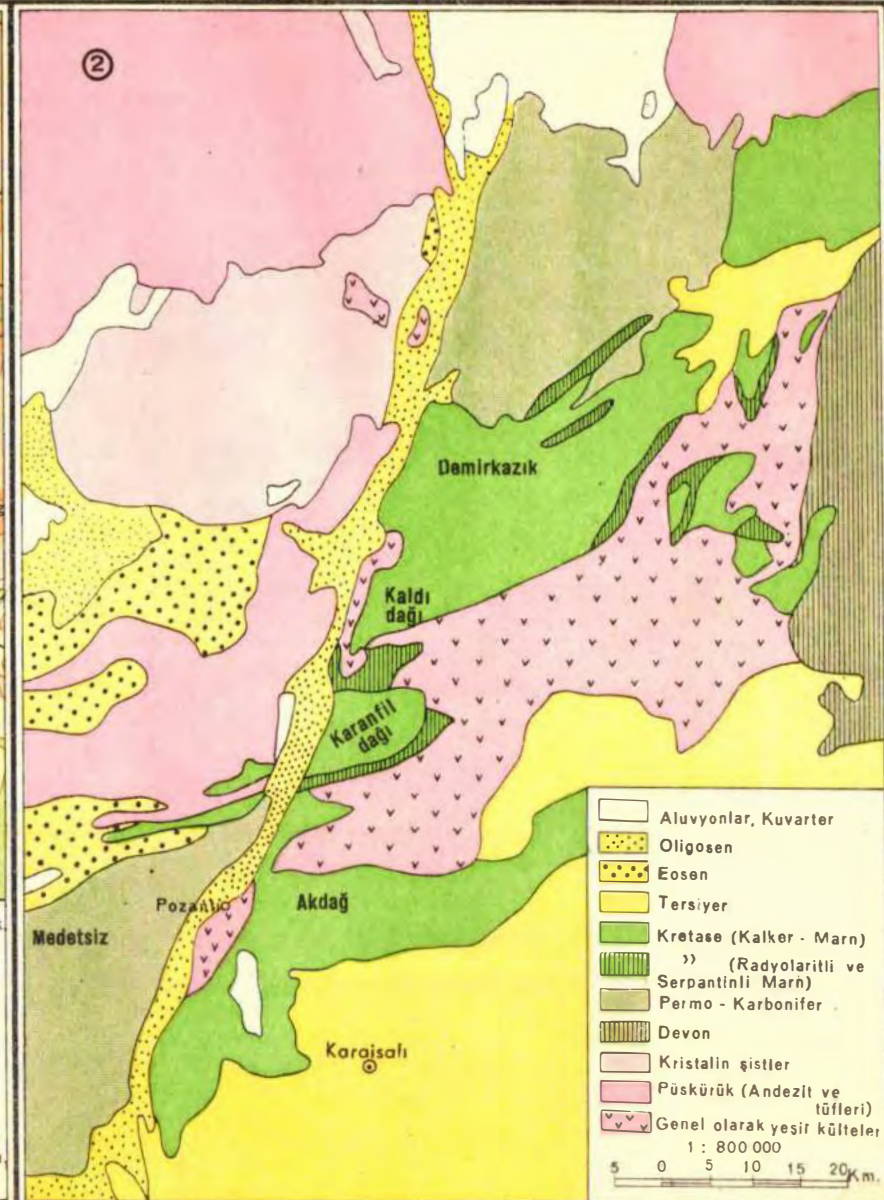 ②
Demirkazık
Kaldı
dağı
Karanfil
dağı
Pozantı
Akdağ
Medetsiz
Karaisalı
Aluvyonlar, Kuvarter
Oligosen
Eosen
Tersiyer
Kretase (Kalker - Marn)
" (Radyolaritli ve
Serpantinli Marn)
Permo - Karbonifer
Devon
Kristalin şistler
Püskürük (Andezit ve
tüfleri)
Genel olarak yeşil külteler
1 : 800 000
5 0 5 10 15 20 Km.